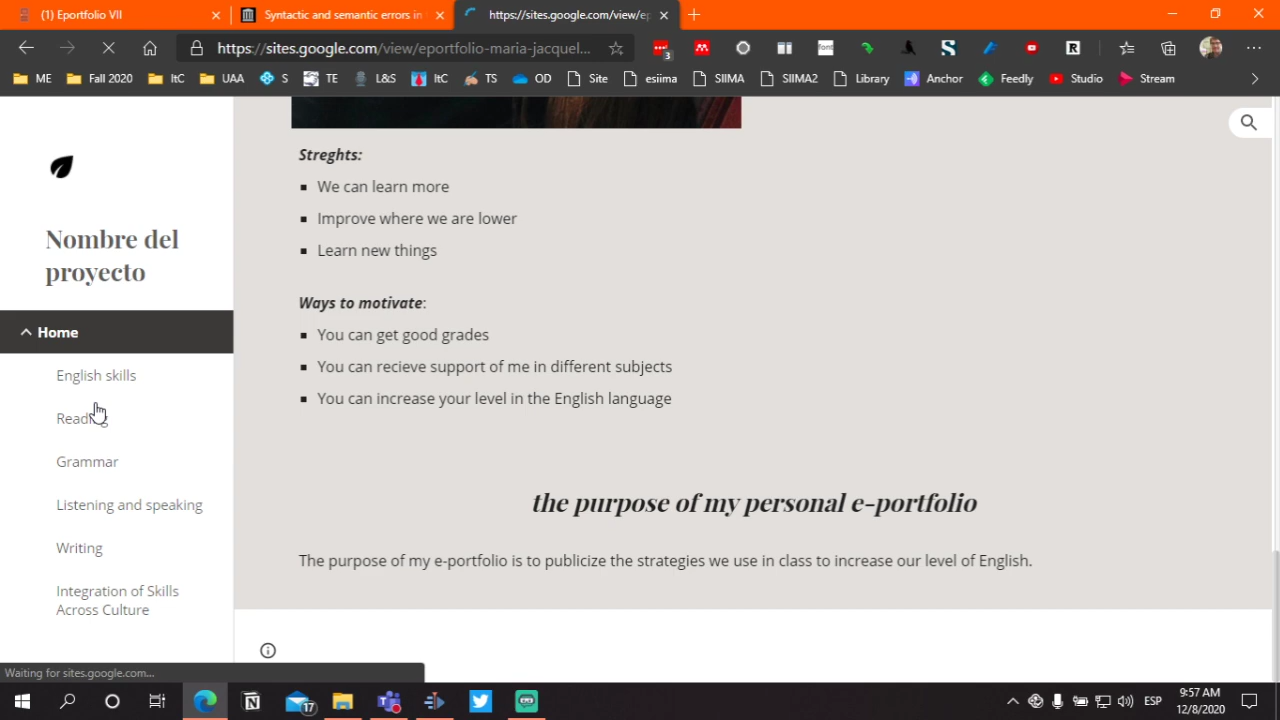 (1) Eportfolio VII
Syntactic and semantic errors in
https://sites.google.com/view/ep
https://sites.google.com/view/eportfolio-maria-jacquel...
3
ME
Fall 2020
ItC
UAA
S
TE
L&S
ItC
TS
OD
Site
esiima
SIIMA
SIIMA2
Library
Anchor
Feedly
Studio
Stream
Nombre del
proyecto
Home
English skills
Reading
Grammar
Listening and speaking
Writing
Integration of Skills
Across Culture
Streghts:
We can learn more
Improve where we are lower
Learn new things
Ways to motivate:
You can get good grades
You can recieve support of me in different subjects
You can increase your level in the English language
the purpose of my personal e-portfolio
The purpose of my e-portfolio is to publicize the strategies we use in class to increase our level of English.
Waiting for sites.google.com...
17
ESP
9:57 AM
12/8/2020